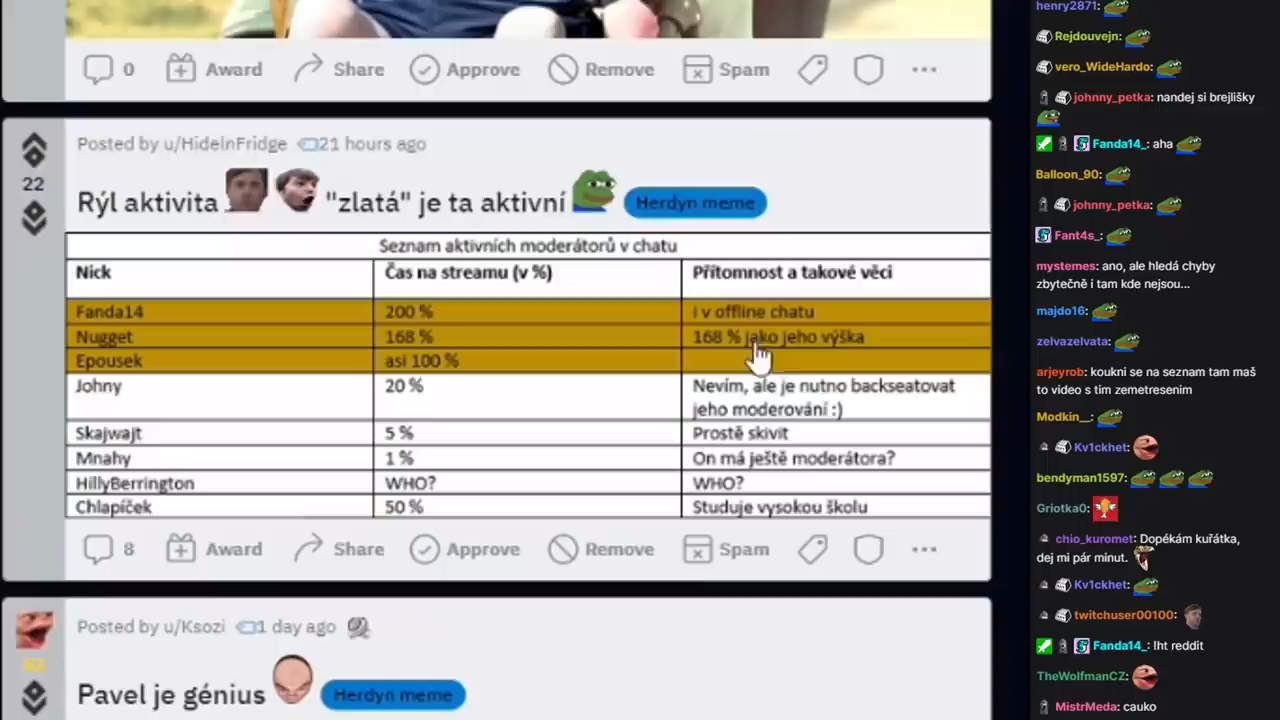 0 Award Share Approve Remove Spam
Posted by u/HideInFridge 21 hours ago
22
Rýl aktivita "zlatá" je ta aktivní Herdyn meme
Seznam aktivních moderátorů v chatu
Nick Čas na streamu (v %) Přítomnost a takové věci
Fanda14 200 % i v offline chatu
Nugget 168 % 168 % jako jeho výška
Epousek asi 100 %
Johny 20 % Nevím, ale je nutno backseatovat
jeho moderování :)
Skajwajt 5 % Prostě skivit
Mnahy 1 % On má ještě moderátora?
HillyBerrington WHO? WHO?
Chlapíček 50 % Studuje vysokou školu
8 Award Share Approve Remove Spam
Posted by u/Ksozi 1 day ago
Pavel je génius Herdyn meme
henry2871:
Rejdouvejn:
vero_WideHardo:
johnny_petka: nandej si brejlišky
Fanda14_: aha
Balloon_90:
johnny_petka:
Fant4s_:
mystemes: ano, ale hledá chyby
zbytečně i tam kde nejsou...
majdo16:
zelvazelvata:
arjeyrob: koukni se na seznam tam maš
to video s tim zemetresenim
Modkin__:
Kv1ckhet:
bendyman1597:
Griotka0:
chio_kuromet: Dopékám kuřátka,
dej mi pár minut.
Kv1ckhet:
twitchuser00100:
Fanda14_: !ht reddit
TheWolfmanCZ:
MistrMeda: cauko